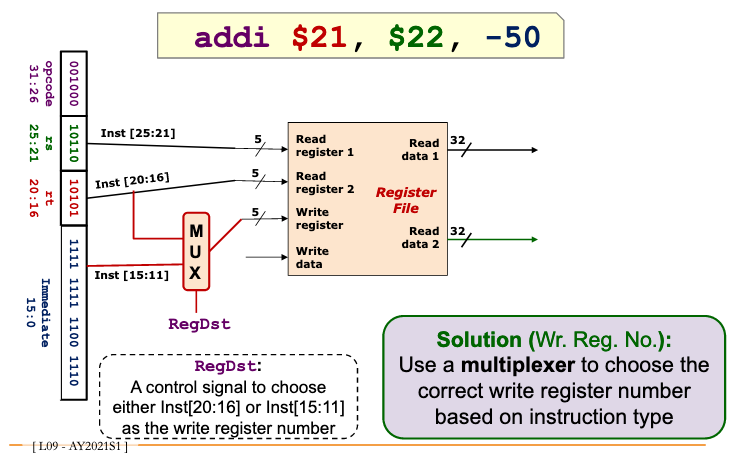 addi $21, $22, -50
opcode
31:26
001000
rs
25:21
10110
rt
20:16
10101
Immediate
15:0
1111 1111 1100 1110
Inst [25:21]
Inst [20:16]
Inst [15:11]
5
5
5
M
U
X
RegDst
Read
register 1
Read
register 2
Write
register
Write
data
Register
File
Read
data 1
Read
data 2
32
32
RegDst:
A control signal to choose
either Inst[20:16] or Inst[15:11]
as the write register number
Solution (Wr. Reg. No.):
Use a multiplexer to choose the
correct write register number
based on instruction type
[ L09 - AY2021S1 ]